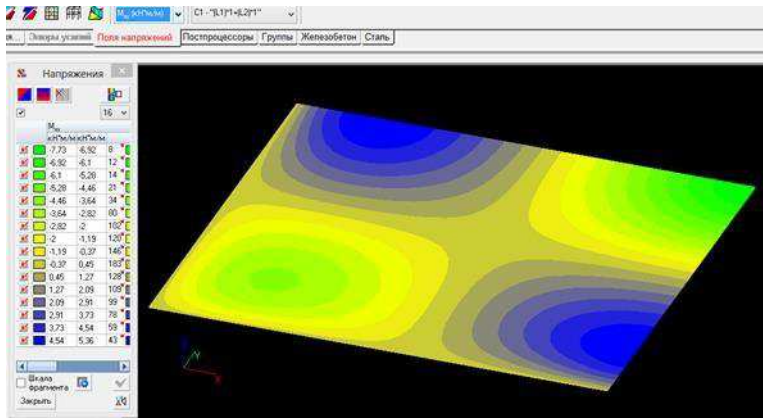 C1 - "(L1)*1+(L2)*1"
Эпюры усилий Поля напряжений Постпроцессоры Группы Железобетон Сталь
Напряжения
16
-7,73 -6,92 8
-6,92 -6,1 12
-6,1 -5,28 14
-5,28 -4,46 21
-4,46 -3,64 34
-3,64 -2,82 80
-2,82 -2 102
-2 -1,19 120
-1,19 -0,37 146
-0,37 0,45 183
0,45 1,27 128
1,27 2,09 109
2,09 2,91 99
2,91 3,73 78
3,73 4,54 59
4,54 5,36 43
Шкала
фрагмента
Закрыть